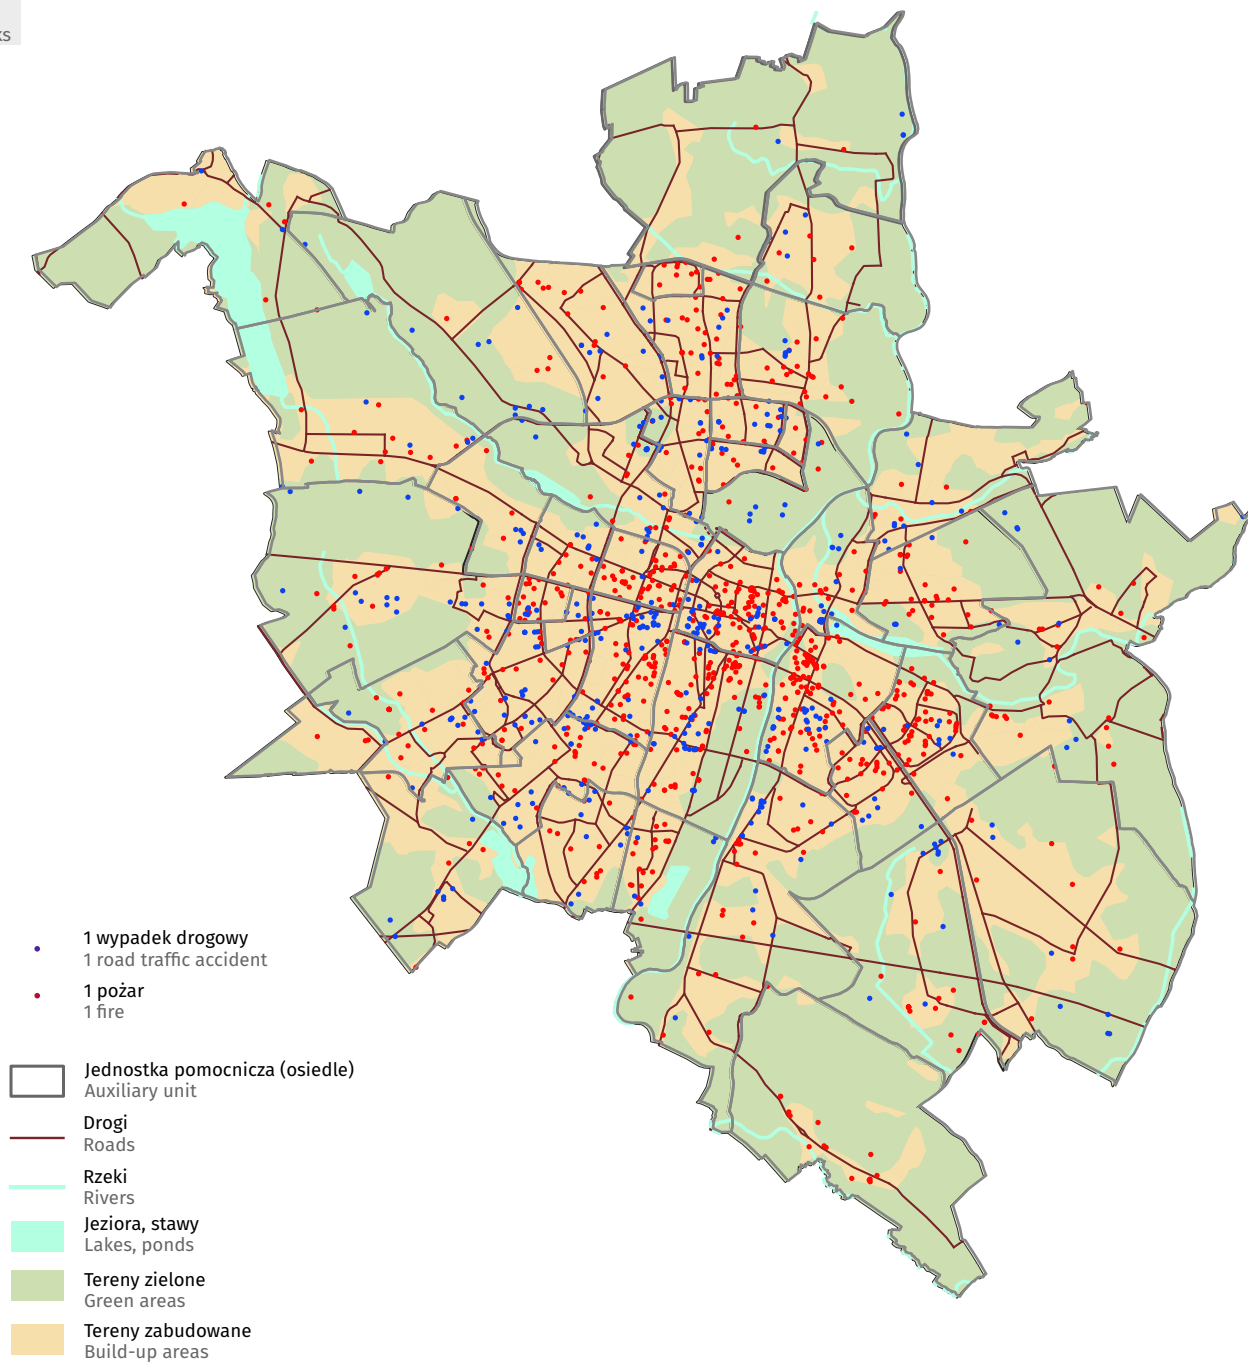 1 wypadek drogowy
1 road traffic accident
1 pożar
1 fire
Jednostka pomocnicza (osiedle)
Auxiliary unit
Drogi
Roads
Rzeki
Rivers
Jeziora, stawy
Lakes, ponds
Tereny zielone
Green areas
Tereny zabudowane
Build-up areas